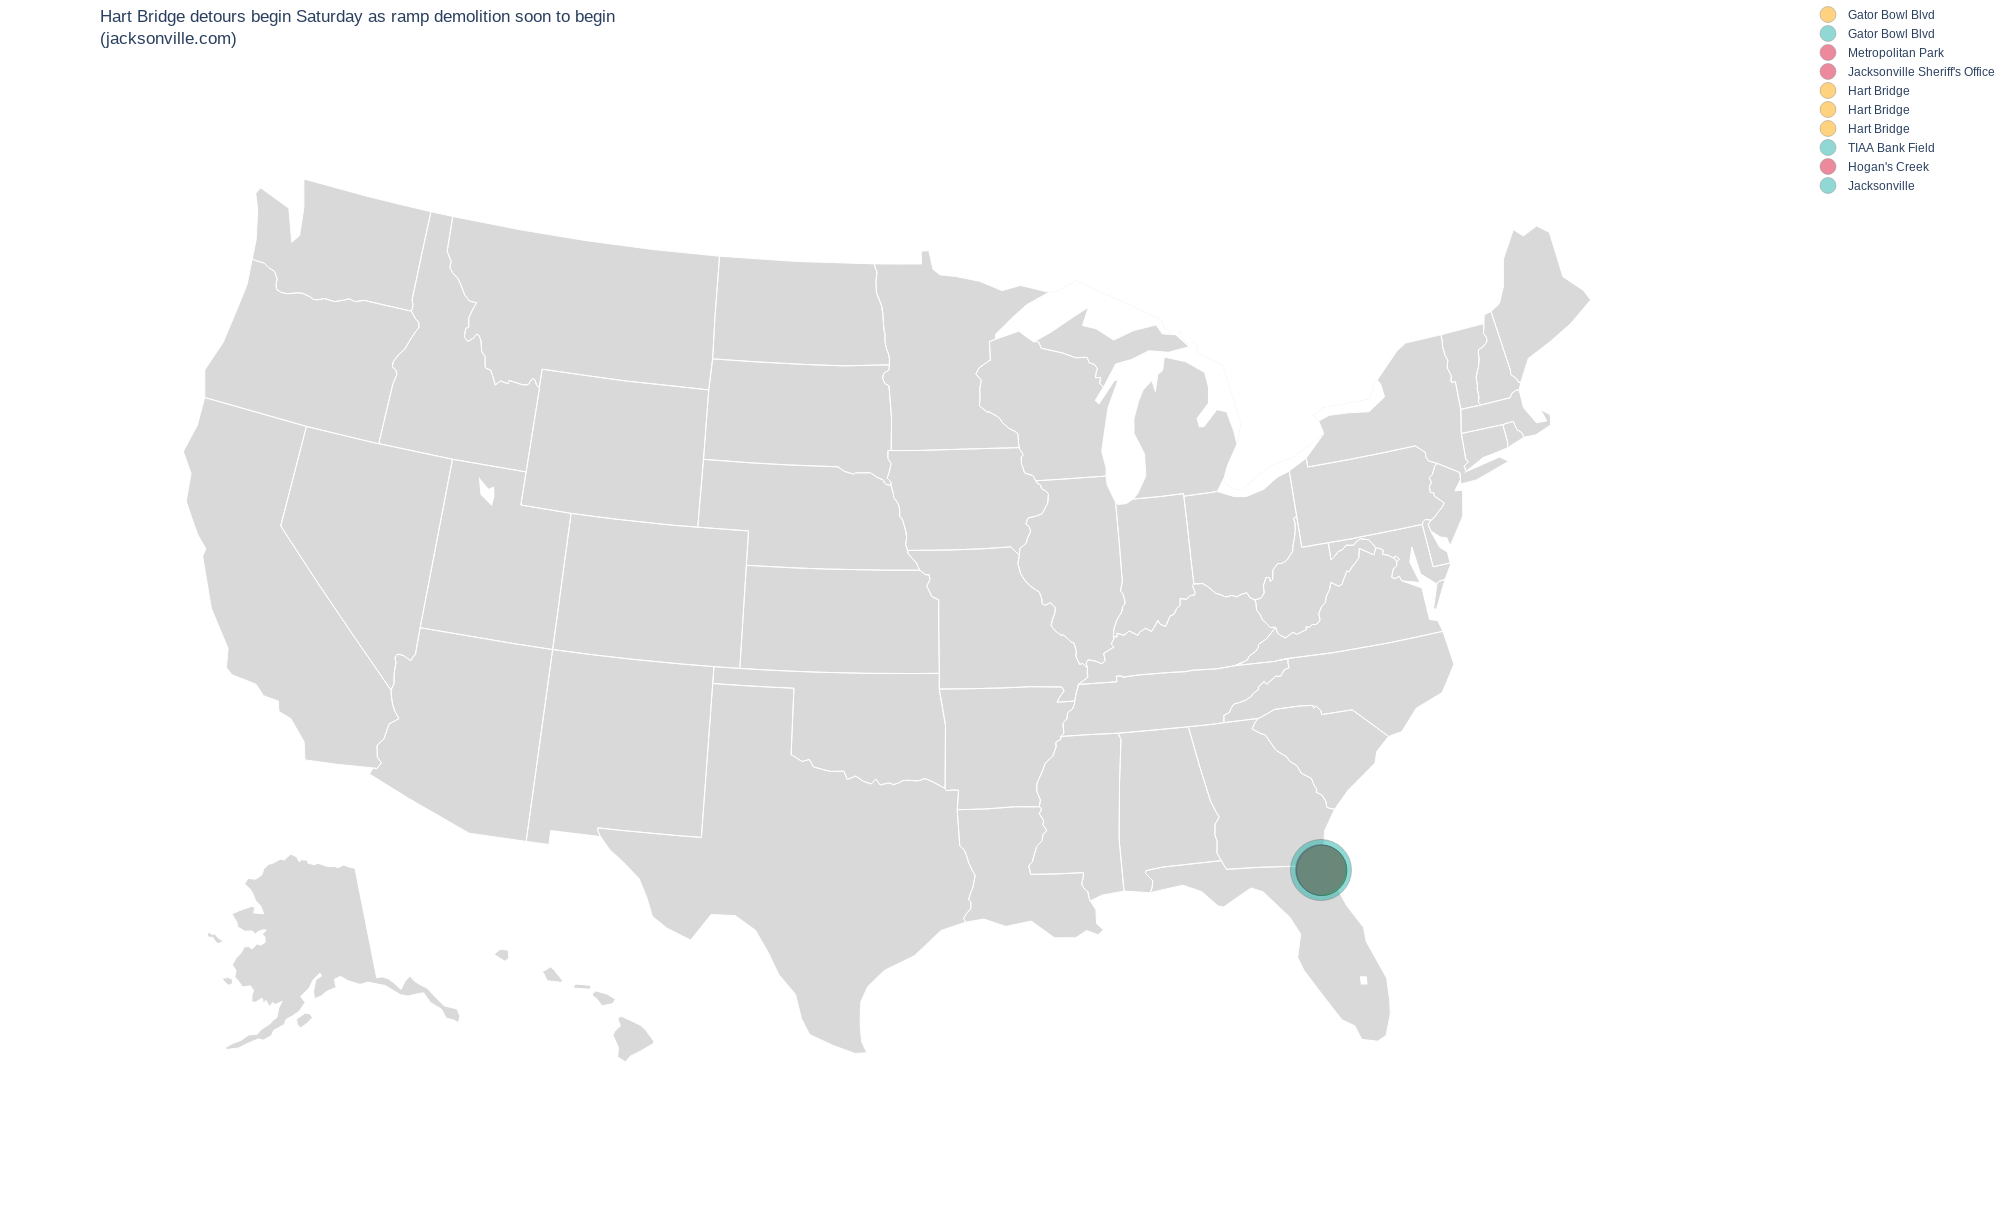 Hart Bridge detours begin Saturday as ramp demolition soon to begin
(jacksonville.com)
Gator Bowl Blvd
Gator Bowl Blvd
Metropolitan Park
Jacksonville Sheriff's Office
Hart Bridge
Hart Bridge
Hart Bridge
TIAA Bank Field
Hogan's Creek
Jacksonville